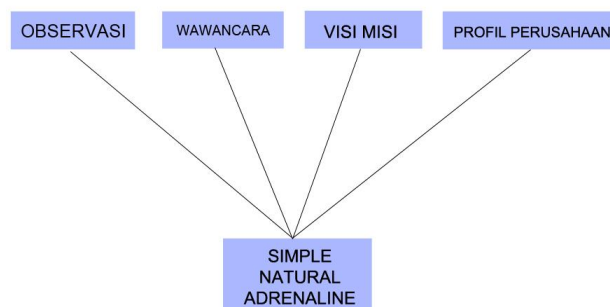 OBSERVASI
WAWANCARA
VISI MISI
PROFIL PERUSAHAAN
SIMPLE
NATURAL
ADRENALINE